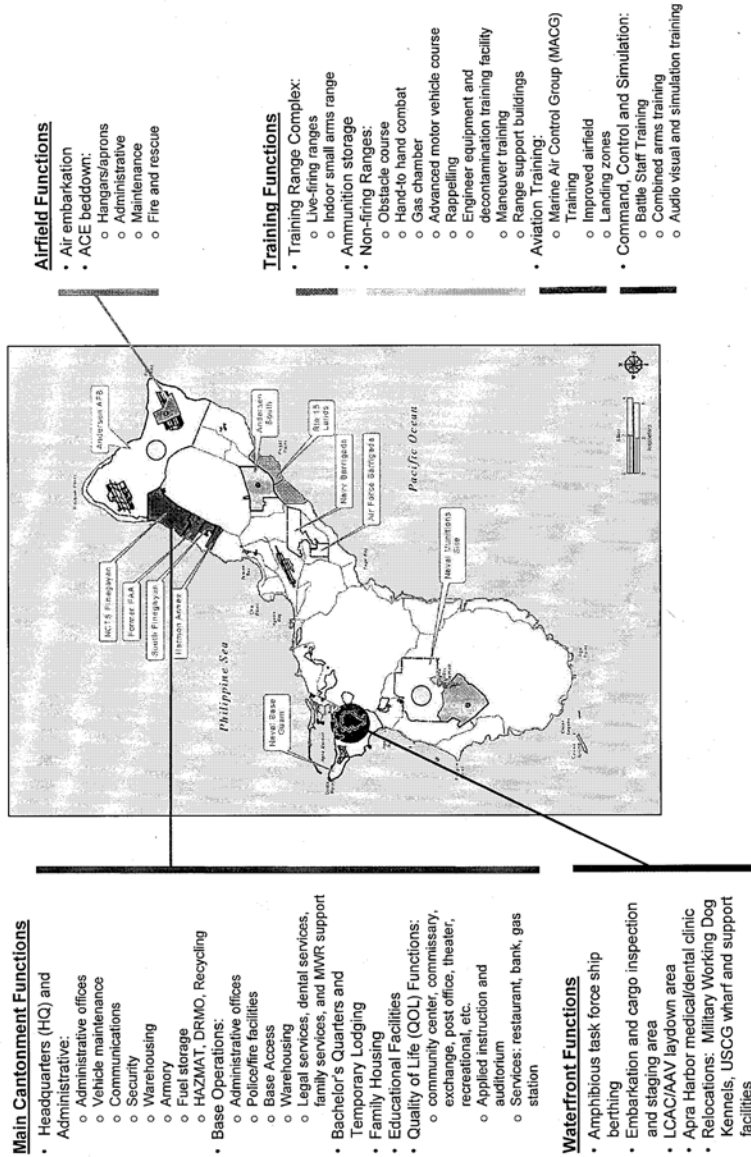 Main Cantonment Functions
• Headquarters (HQ) and
Administrative:
o Administrative offices
o Vehicle maintenance
o Communications
o Security
o Warehousing
o Armory
o Fuel storage
o HAZMAT, DRMO, Recycling
• Base Operations:
o Administrative offices
o Police/fire facilities
o Base Access
o Warehousing
o Legal services, dental services,
family services, and MWR support
• Bachelor's Quarters and
Temporary Lodging
• Family Housing
• Educational Facilities
• Quality of Life (QOL) Functions:
o community center, commissary,
exchange, post office, theater,
recreational, etc.
o Applied instruction and
auditorium
o Services: restaurant, bank, gas
station
Waterfront Functions
• Amphibious task force ship
berthing
• Embarkation and cargo inspection
and staging area
• LCAC/AAV laydown area
• Apra Harbor medical/dental clinic
• Relocations: Military Working Dog
Kennels, USCG wharf and support
facilities
NCTS Finegayan
Former FAA
South Finegayan
Harmon Annex
Philippine Sea
Naval Base
Guam
Anderson AFB
Andersen
South
Rte 15
Lands
Navy Barrigada
Air Force Barrigada
Naval Munitions
Site
Pacific Ocean
Airfield Functions
• Air embarkation
• ACE beddown:
o Hangars/aprons
o Administrative
o Maintenance
o Fire and rescue
Training Functions
• Training Range Complex:
o Live-firing ranges
o Indoor small arms range
• Ammunition storage
• Non-firing Ranges:
o Obstacle course
o Hand-to hand combat
o Gas chamber
o Advanced motor vehicle course
o Rappelling
o Engineer equipment and
decontamination training facility
o Maneuver training
o Range support buildings
• Aviation Training:
o Marine Air Control Group (MACG)
Training
o Improved airfield
o Landing zones
• Command, Control and Simulation:
o Battle Staff Training
o Combined arms training
o Audio visual and simulation training